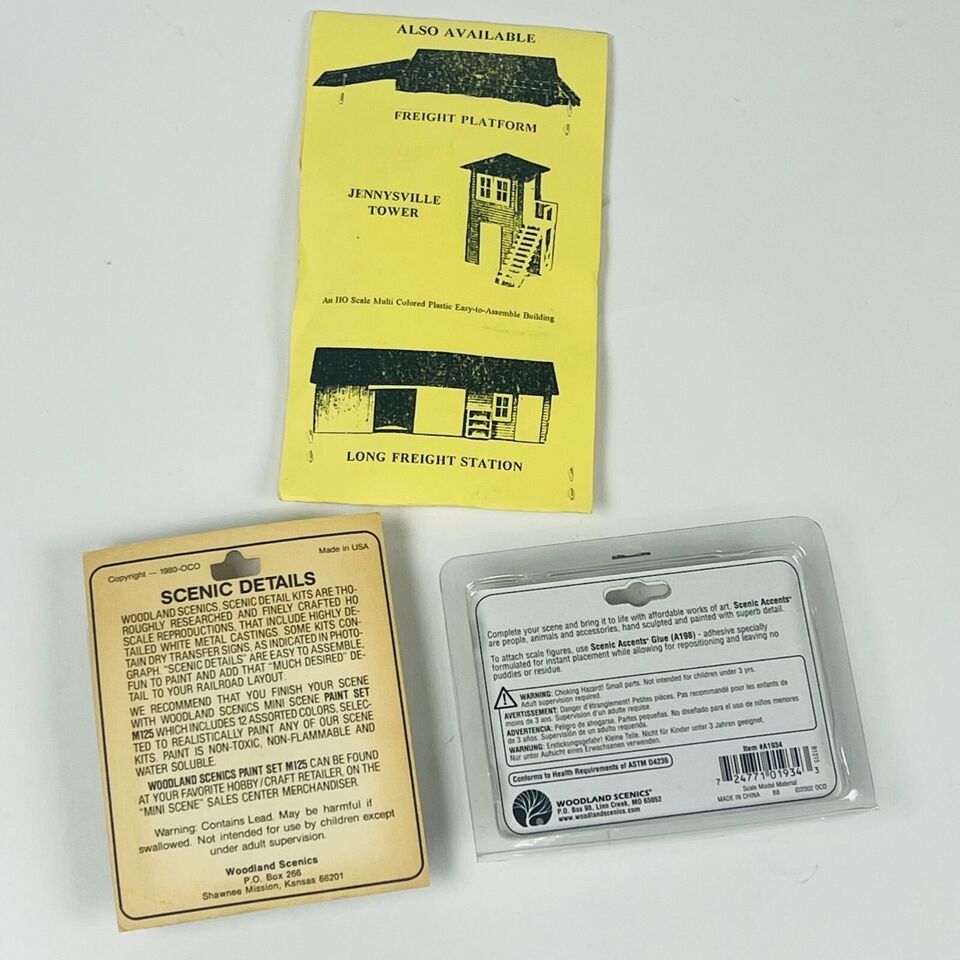 ALSO AVAILABLE
FREIGHT PLATFORM
JENNYSVILLE
TOWER
An HO Scale Multi Colored Plastic Easy-to-Assemble Building
LONG FREIGHT STATION
Copyright — 1980-OCO
Made in USA
SCENIC DETAILS
WOODLAND SCENICS, SCENIC DETAIL KITS ARE THO-
ROUGHLY RESEARCHED AND FINELY CRAFTED HO
SCALE REPRODUCTIONS, THAT INCLUDE HIGHLY DE-
TAILED WHITE METAL CASTINGS. SOME KITS CON-
TAIN DRY TRANSFER SIGNS, AS INDICATED IN PHOTO-
GRAPH. "SCENIC DETAILS" ARE EASY TO ASSEMBLE,
FUN TO PAINT AND ADD THAT "MUCH DESIRED" DE-
TAIL TO YOUR RAILROAD LAYOUT.
WE RECOMMEND THAT YOU FINISH YOUR SCENE
WITH WOODLAND SCENICS MINI SCENE PAINT SET
M125 WHICH INCLUDES 12 ASSORTED COLORS, SELEC-
TED TO REALISTICALLY PAINT ANY OF OUR SCENE
KITS. PAINT IS NON-TOXIC, NON-FLAMMABLE AND
WATER SOLUBLE.
WOODLAND SCENICS PAINT SET M125 CAN BE FOUND
AT YOUR FAVORITE HOBBY/CRAFT RETAILER, ON THE
"MINI SCENE" SALES CENTER MERCHANDISER.
Warning: Contains Lead. May be harmful if
swallowed. Not intended for use by children except
under adult supervision.
Woodland Scenics
P.O. Box 266
Shawnee Mission, Kansas 66201
Complete your scene and bring it to life with affordable works of art. Scenic Accents®
are people, animals and accessories, hand sculpted and painted with superb detail.
To attach scale figures, use Scenic Accents® Glue (A198) - adhesive specially
formulated for instant placement while allowing for repositioning and leaving no
puddles or residue.
WARNING: Choking Hazard! Small parts. Not intended for children under 3 yrs.
Adult supervision required.
AVERTISSEMENT: Danger d'étranglement! Petites pièces. Pas recommandé pour les enfants de
moins de 3 ans. Supervision d'un adulte requise.
ADVERTENCIA: Peligro de ahogarse. Partes pequeñas. No diseñado para el uso de niños menores
de 3 años. Supervisión de un adulto requerida.
WARNUNG: Erstickungsgefahr! Kleine Teile. Nicht für Kinder unter 3 Jahren geeignet.
Nur unter Aufsicht eines Erwachsenen verwenden.
Conforms to Health Requirements of ASTM D4236
Item #A1934
7 24771 01934 3
Scale Model Material
MADE IN CHINA 88 ©2002 OCO
WOODLAND SCENICS®
P.O. Box 98, Linn Creek, MO 65052
www.woodlandscenics.com